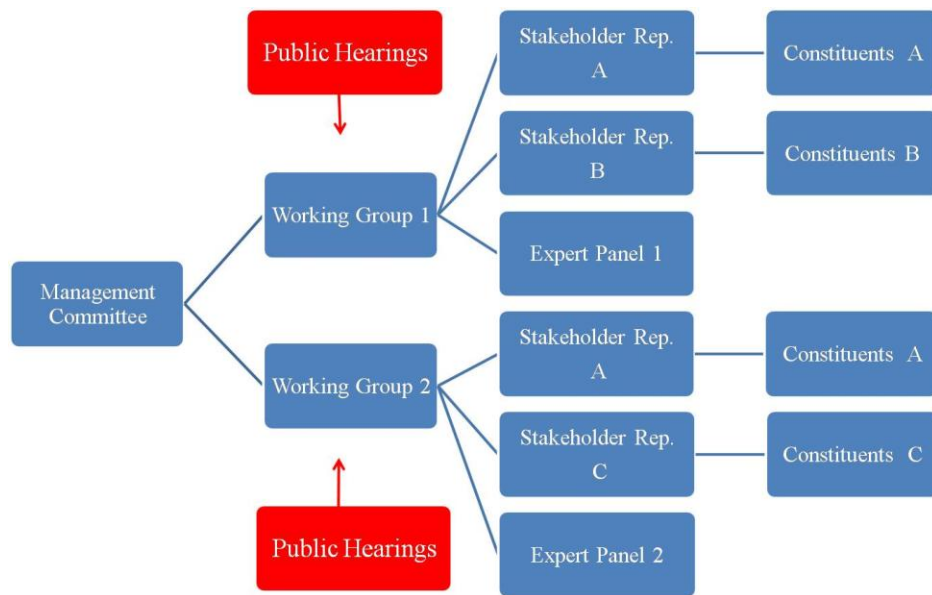 Public Hearings
Stakeholder Rep.
A
Constituents A
Stakeholder Rep.
B
Constituents B
Working Group 1
Expert Panel 1
Management
Committee
Stakeholder Rep.
A
Constituents A
Working Group 2
Stakeholder Rep.
C
Constituents C
Public Hearings
Expert Panel 2